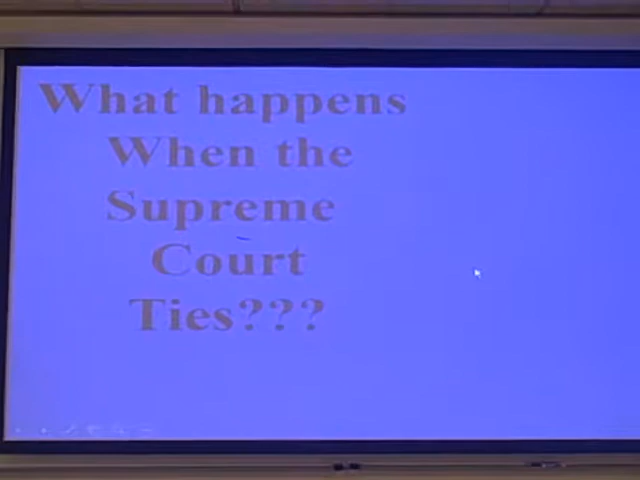 What happens
When the
Supreme
Court
Ties???